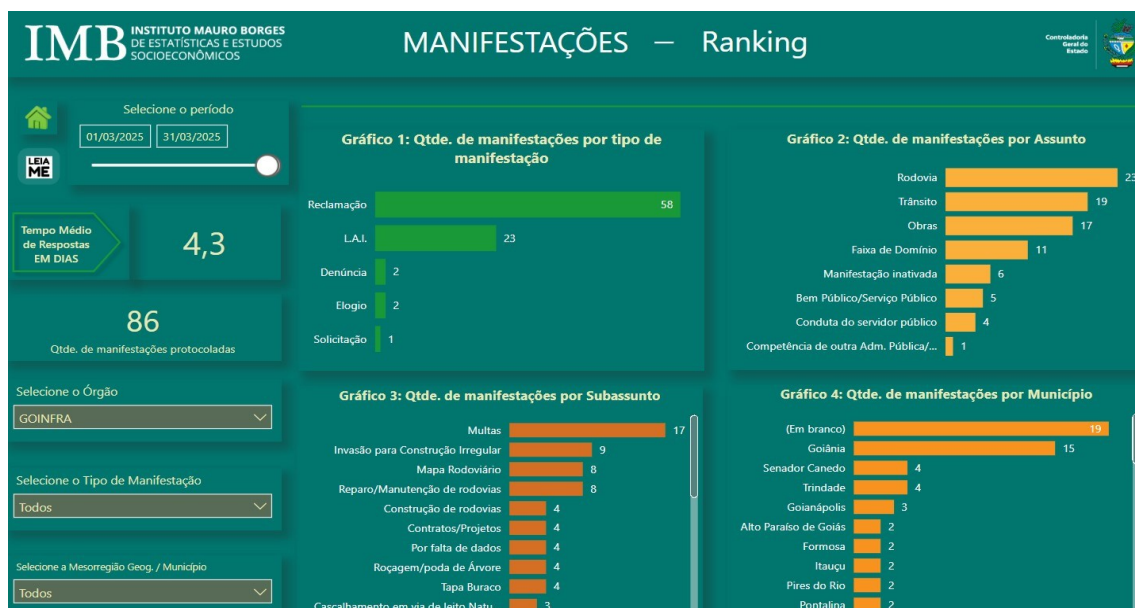 IMB
INSTITUTO MAURO BORGES
DE ESTATÍSTICAS E ESTUDOS
SOCIOECONÔMICOS
MANIFESTAÇÕES – Ranking
Controladoria
Geral do
Estado
Selecione o período
01/03/2025 31/03/2025
LEIA
ME
Tempo Médio
de Respostas
EM DIAS
4,3
86
Qtde. de manifestações protocoladas
Selecione o Órgão
GOINFRA
Selecione o Tipo de Manifestação
Todos
Selecione a Mesorregião Geog. / Município
Todos
Gráfico 1: Qtde. de manifestações por tipo de
manifestação
Reclamação 58
L.A.I. 23
Denúncia 2
Elogio 2
Solicitação 1
Gráfico 2: Qtde. de manifestações por Assunto
Rodovia 23
Trânsito 19
Obras 17
Faixa de Domínio 11
Manifestação inativada 6
Bem Público/Serviço Público 5
Conduta do servidor público 4
Competência de outra Adm. Pública/... 1
Gráfico 3: Qtde. de manifestações por Subassunto
Multas 17
Invasão para Construção Irregular 9
Mapa Rodoviário 8
Reparo/Manutenção de rodovias 8
Construção de rodovias 4
Contratos/Projetos 4
Por falta de dados 4
Roçagem/poda de Árvore 4
Tapa Buraco 4
Cascalhamento em via de leito Natu... 3
Gráfico 4: Qtde. de manifestações por Município
(Em branco) 19
Goiânia 15
Senador Canedo 4
Trindade 4
Goianápolis 3
Alto Paraíso de Goiás 2
Formosa 2
Itauçu 2
Pires do Rio 2
Pontalina 2